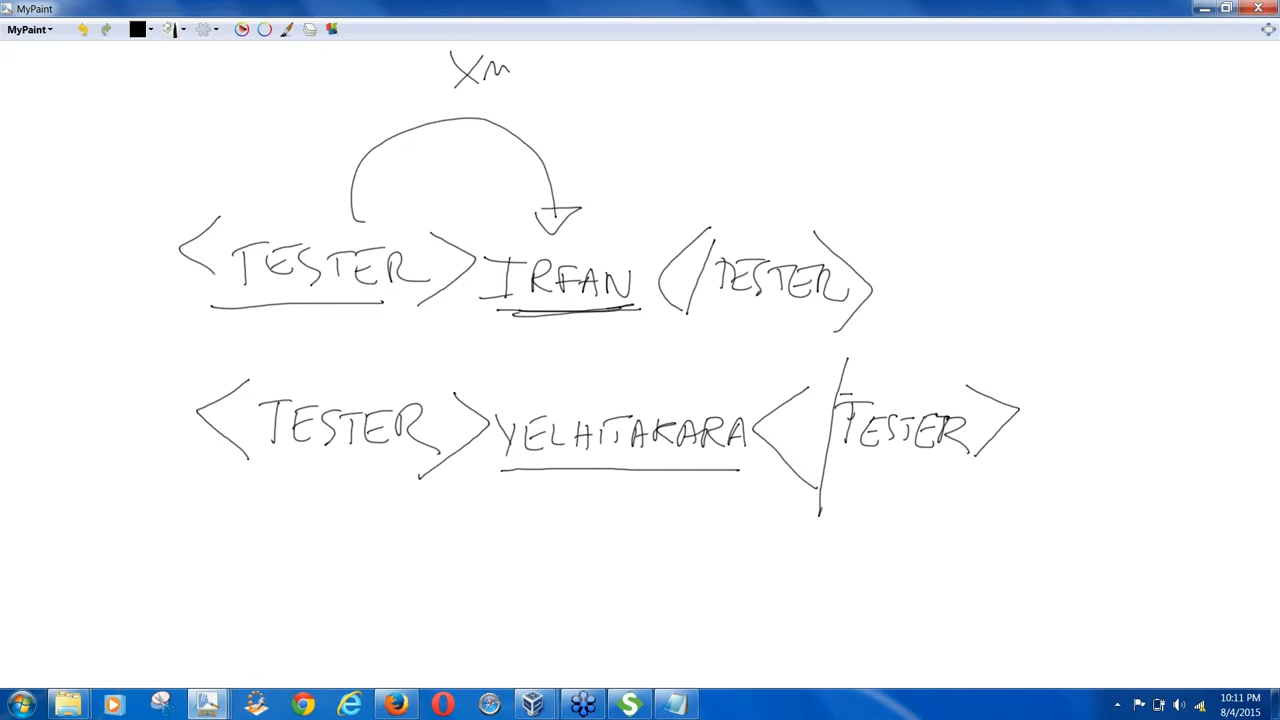 MyPaint
MyPaint
XM
<TESTER>IRFAN</TESTER>
<TESTER>YELHITAKARA</TESTER>
10:11 PM
8/4/2015